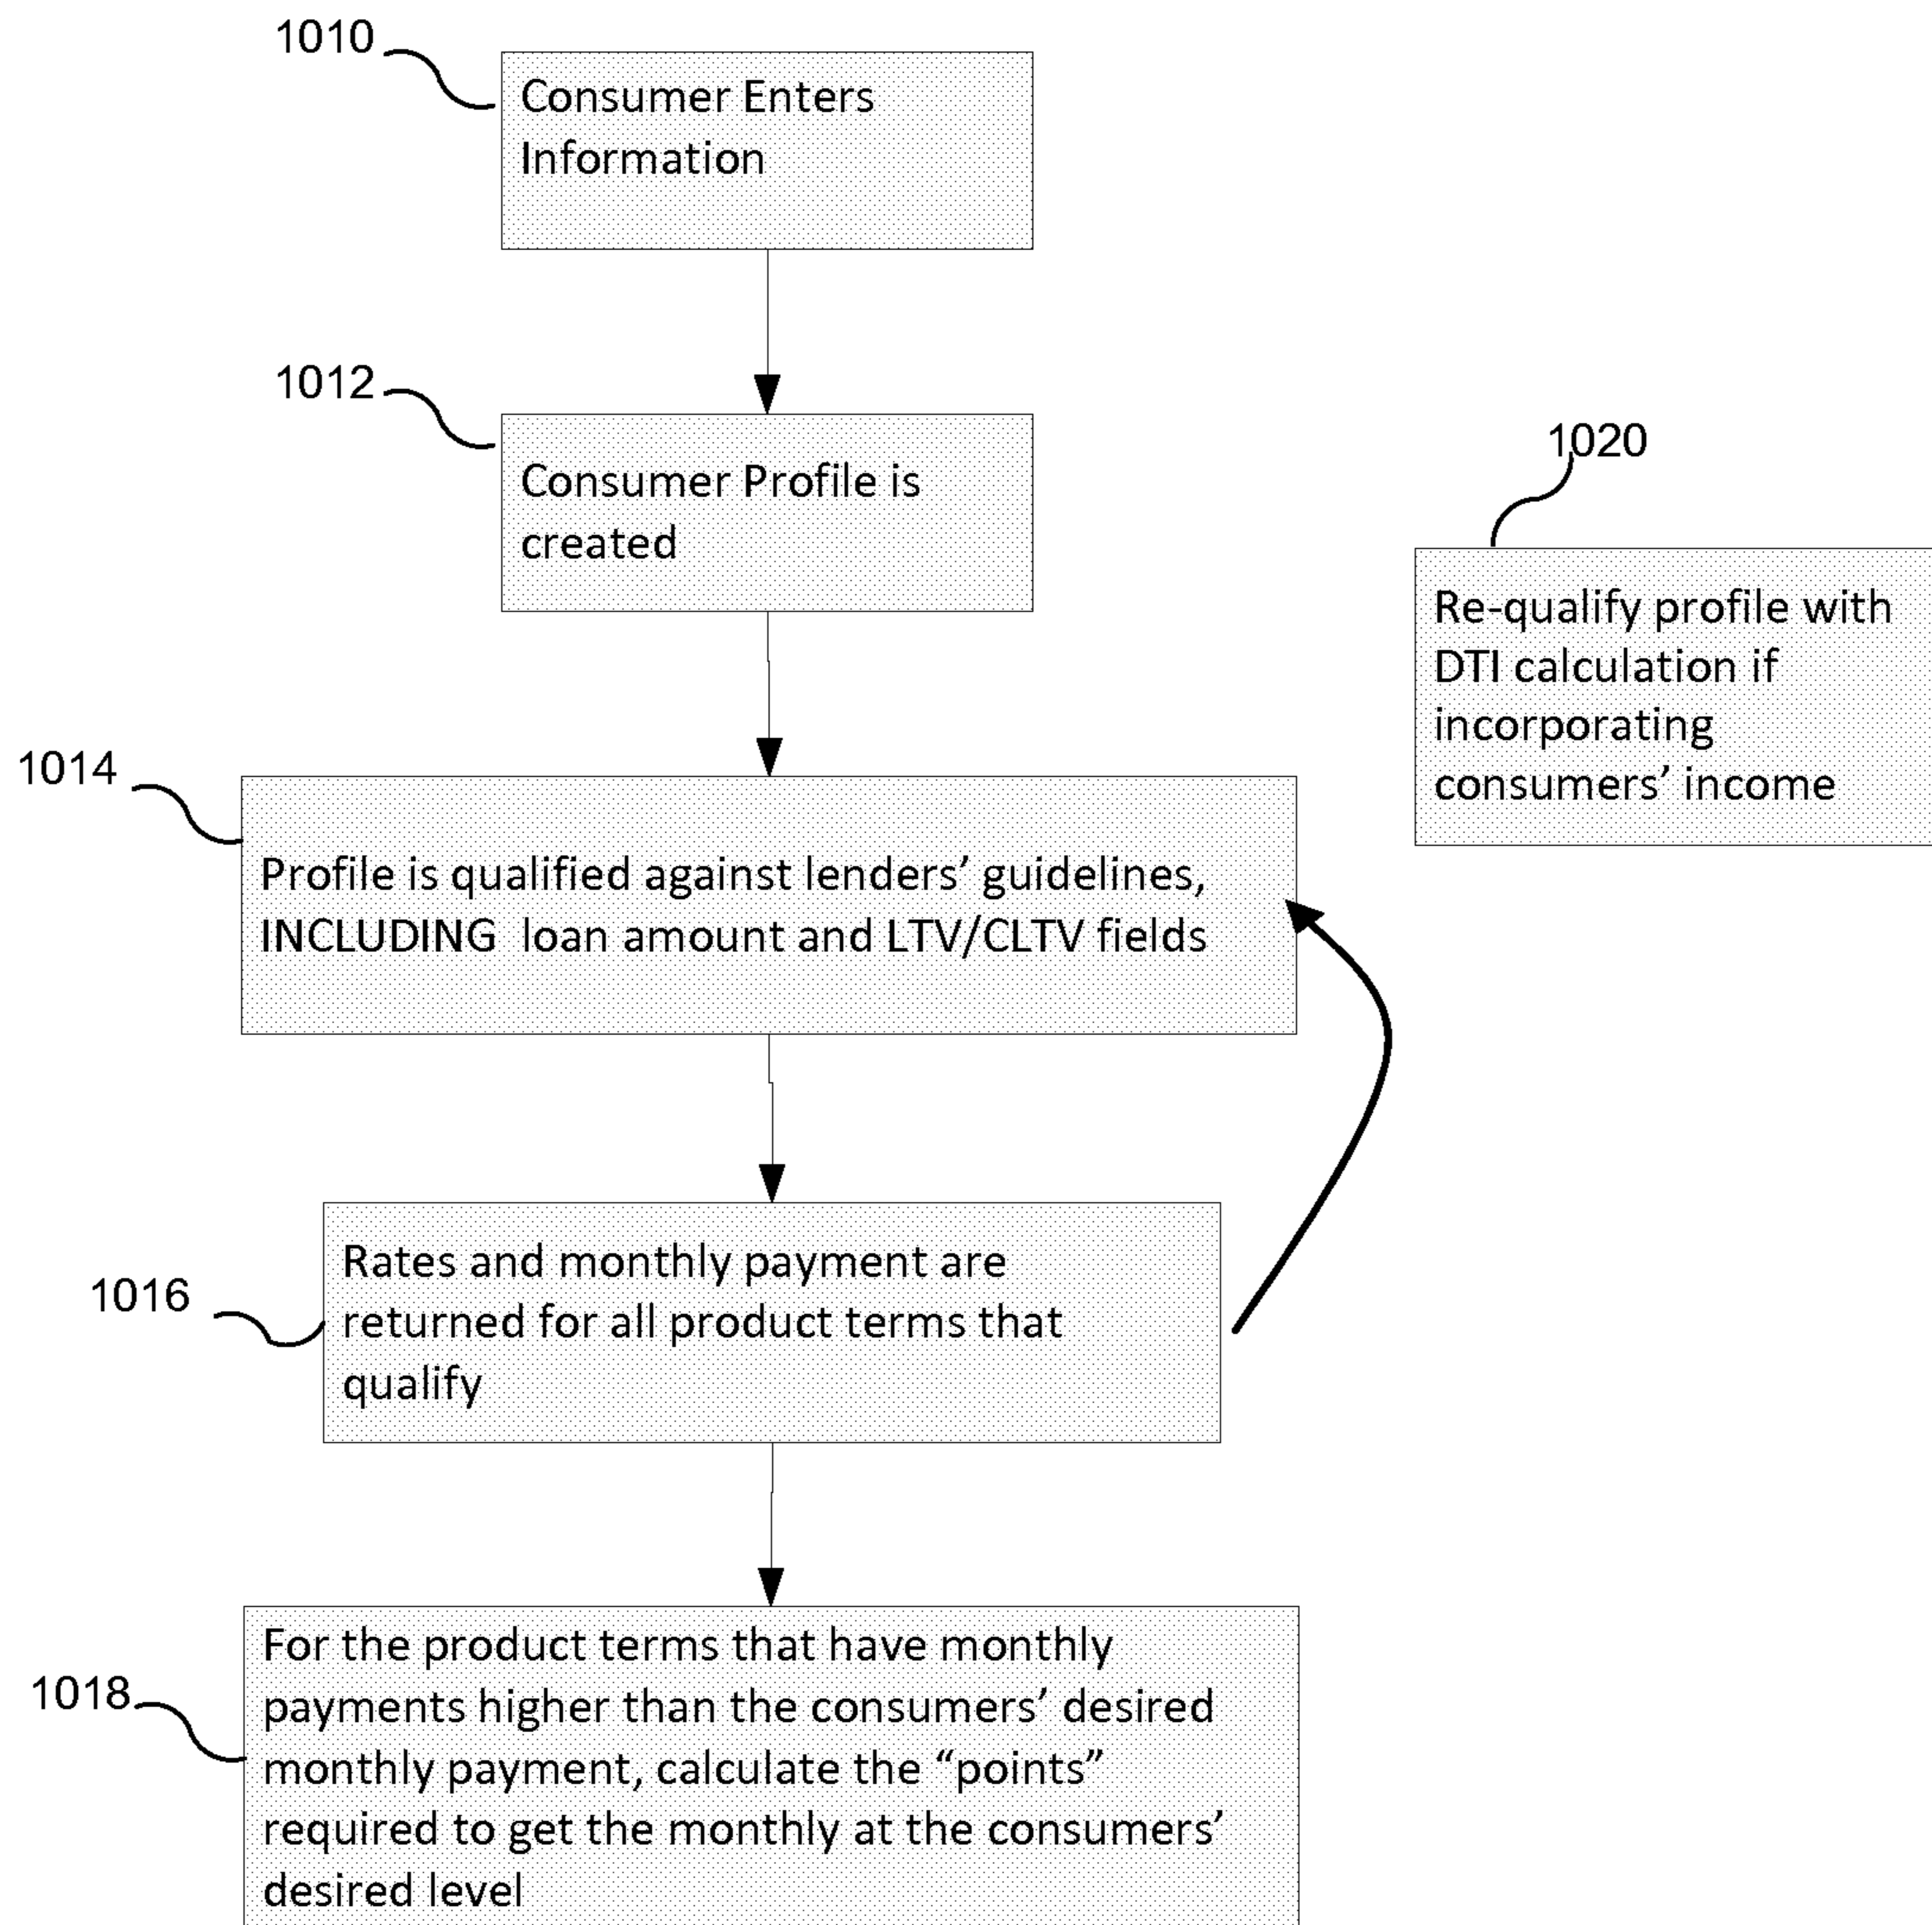 1010
Consumer Enters
Information
1012
Consumer Profile is
created
1020
Re-qualify profile with
DTI calculation if
incorporating
consumers’ income
1014
Profile is qualified against lenders’ guidelines,
INCLUDING  loan amount and LTV/CLTV fields
1016
Rates and monthly payment are
returned for all product terms that
qualify
1018
For the product terms that have monthly
payments higher than the consumers’ desired
monthly payment, calculate the “points”
required to get the monthly at the consumers’
desired level